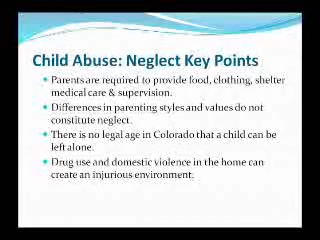 Child Abuse: Neglect Key Points
Parents are required to provide food, clothing, shelter
medical care & supervision.
Differences in parenting styles and values do not
constitute neglect.
There is no legal age in Colorado that a child can be
left alone.
Drug use and domestic violence in the home can
create an injurious environment.